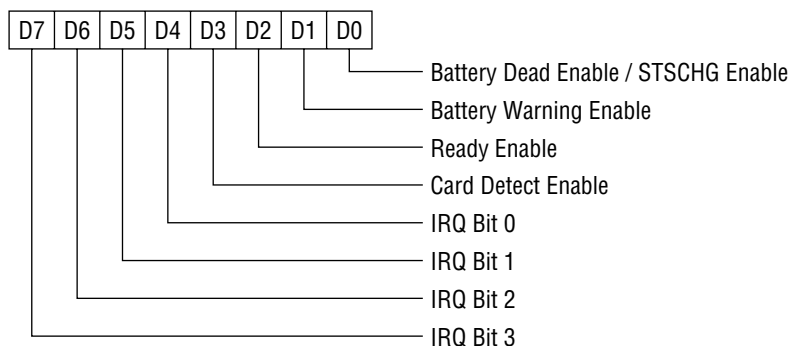 D7 D6 D5 D4 D3 D2 D1 D0
Battery Dead Enable / STSCHG Enable
Battery Warning Enable
Ready Enable
Card Detect Enable
IRQ Bit 0
IRQ Bit 1
IRQ Bit 2
IRQ Bit 3